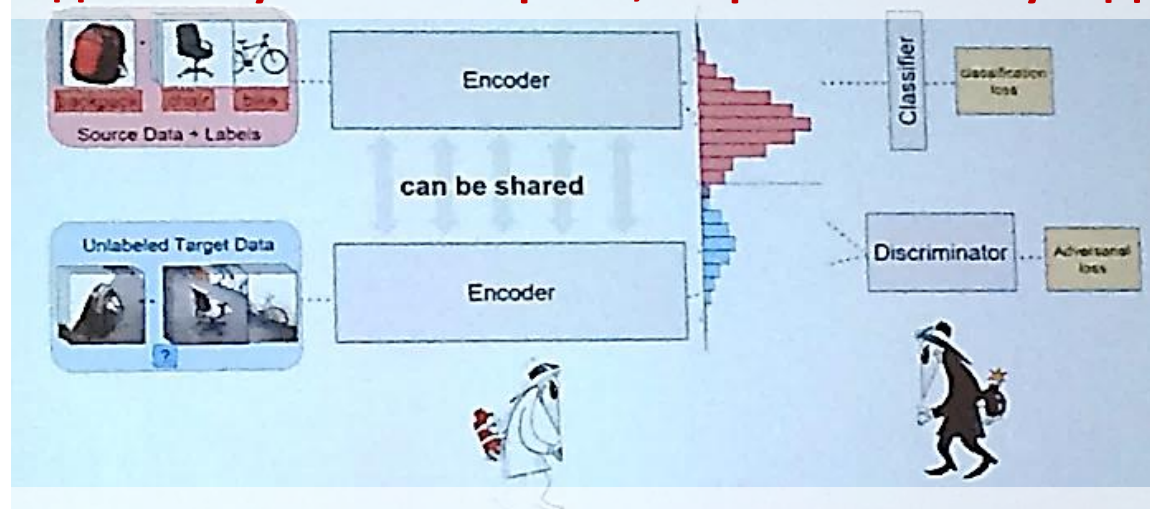 backpack
chair
bike
Source Data + Labels
Encoder
Classifier
classification
loss
can be shared
Unlabeled Target Data
?
Encoder
Discriminator
Adversarial
loss